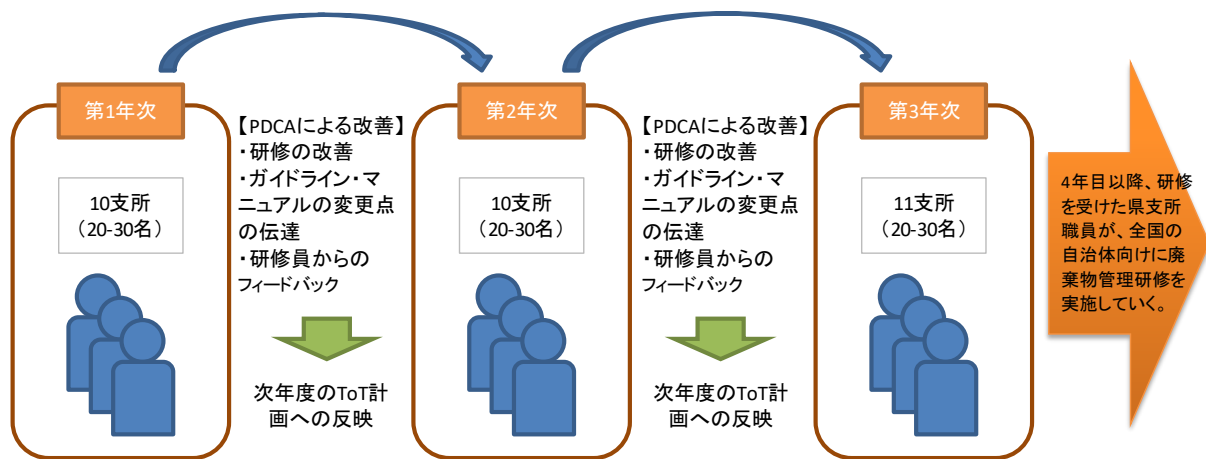 第1年次
10支所
（20-30名）
【PDCAによる改善】
・研修の改善
・ガイドライン・マ
ニュアルの変更点
の伝達
・研修員からの
フィードバック
次年度のToT計
画への反映
第2年次
10支所
（20-30名）
【PDCAによる改善】
・研修の改善
・ガイドライン・マ
ニュアルの変更点
の伝達
・研修員からの
フィードバック
次年度のToT計
画への反映
第3年次
11支所
（20-30名）
4年目以降、研修
を受けた県支所
職員が、全国の
自治体向けに廃
棄物管理研修を
実施していく。